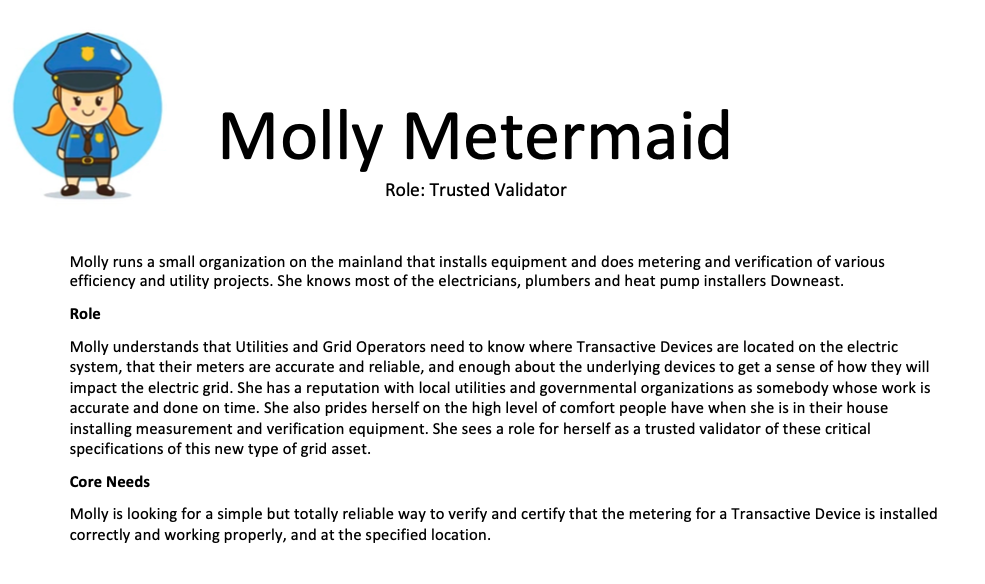 Molly Metermaid
Role: Trusted Validator
Molly runs a small organization on the mainland that installs equipment and does metering and verification of various
efficiency and utility projects. She knows most of the electricians, plumbers and heat pump installers Downeast.
Role
Molly understands that Utilities and Grid Operators need to know where Transactive Devices are located on the electric
system, that their meters are accurate and reliable, and enough about the underlying devices to get a sense of how they will
impact the electric grid. She has a reputation with local utilities and governmental organizations as somebody whose work is
accurate and done on time. She also prides herself on the high level of comfort people have when she is in their house
installing measurement and verification equipment. She sees a role for herself as a trusted validator of these critical
specifications of this new type of grid asset.
Core Needs
Molly is looking for a simple but totally reliable way to verify and certify that the metering for a Transactive Device is installed
correctly and working properly, and at the specified location.